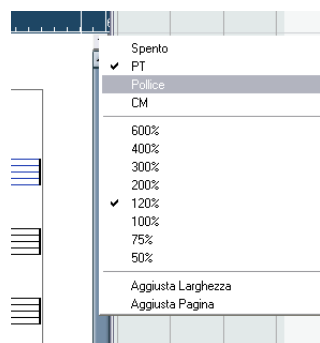 Spento
PT
Pollice
CM
600%
400%
300%
200%
120%
100%
75%
50%
Aggiusta Larghezza
Aggiusta Pagina